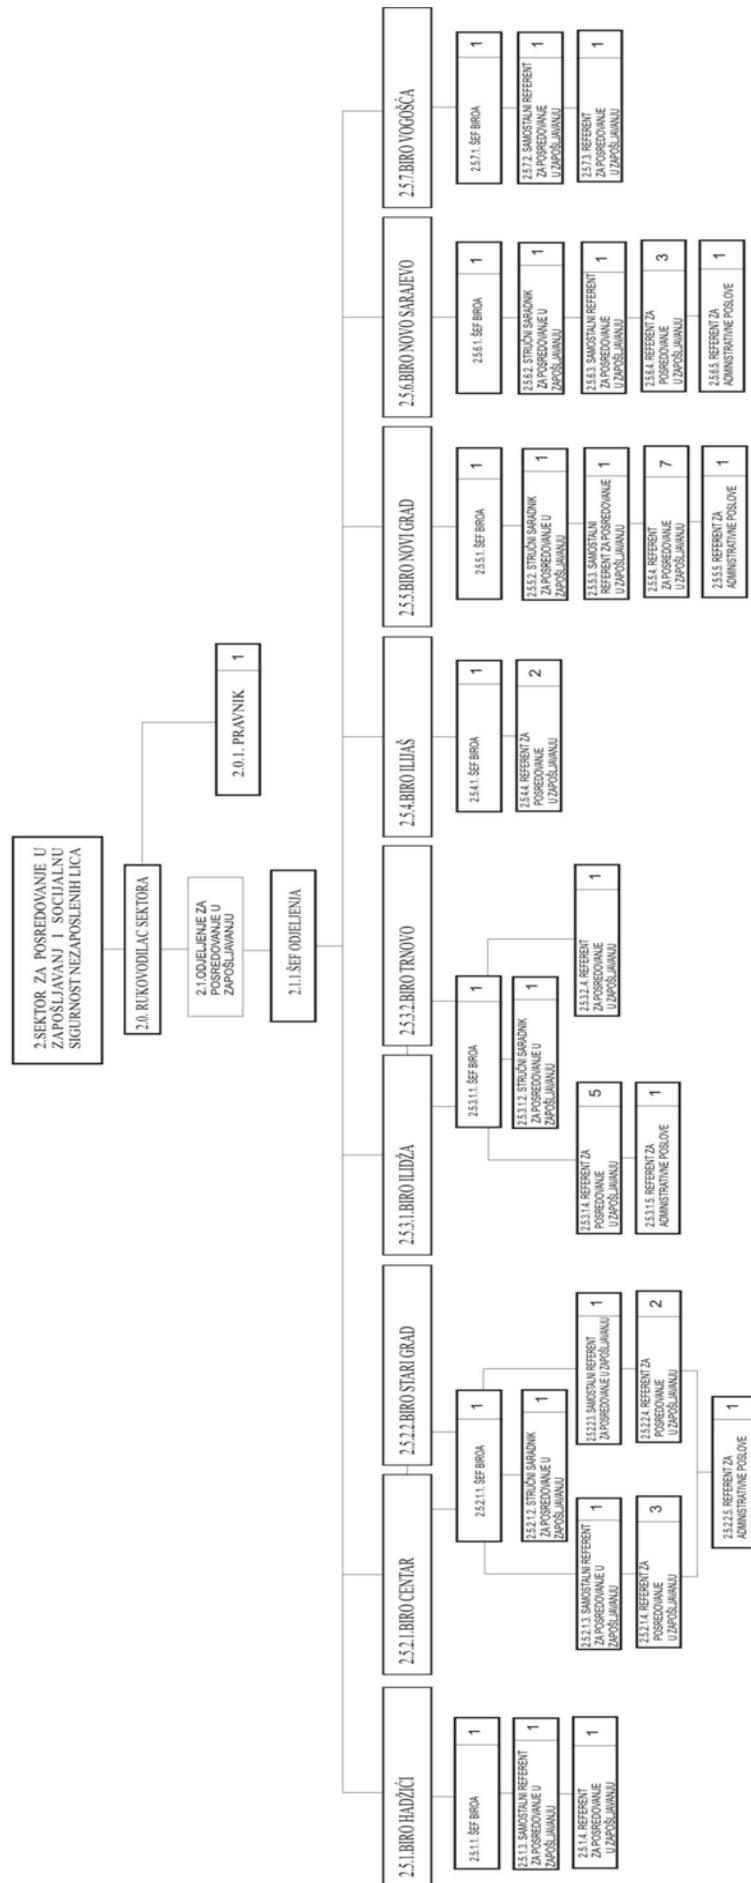 2.SEKTOR ZA POSREDOVANJE U
ZAPOŠLJAVANJ I SOCIJALNU
SIGURNOST NEZAPOSLENIH LICA
2.0. RUKOVODILAC SEKTORA
2.0.1. PRAVNIK 1
2.1.ODJELJENJE ZA
POSREDOVANJE U
ZAPOŠLJAVANJU
2.1.1.ŠEF ODJELJENJA
2.5.1.BIRO HADŽIĆI
2.5.1.1. ŠEF BIROA 1
2.5.1.3. SAMOSTALNI REFERENT
ZA POSREDOVANJE U
ZAPOŠLJAVANJU
1
2.5.1.4. REFERENT
ZA POSREDOVANJE
U ZAPOŠLJAVANJU
1
2.5.2.1.BIRO CENTAR
2.5.2.2.BIRO STARI GRAD
2.5.2.1.1. ŠEF BIROA 1
2.5.2.1.2. STRUČNI SARADNIK
ZA POSREDOVANJE U
ZAPOŠLJAVANJU
1
2.5.2.1.3. SAMOSTALNI REFERENT
ZA POSREDOVANJE U
ZAPOŠLJAVANJU
1
2.5.2.1.4. REFERENT ZA
POSREDOVANJE
U ZAPOŠLJAVANJU
3
2.5.2.2.3. SAMOSTALNI REFERENT
ZA POSREDOVANJE U ZAPOŠLJAVANJU
1
2.5.2.2.4. REFERENT ZA
POSREDOVANJE
U ZAPOŠLJAVANJU
2
2.5.2.2.5. REFERENT ZA
ADMINISTRATIVNE POSLOVE
1
2.5.3.1.BIRO ILIDŽA
2.5.3.2.BIRO TRNOVO
2.5.3.1.1. ŠEF BIROA 1
2.5.3.1.2. STRUČNI SARADNIK
ZA POSREDOVANJE U
ZAPOŠLJAVANJU
1
2.5.3.1.4. REFERENT ZA
POSREDOVANJE
U ZAPOŠLJAVANJU
5
2.5.3.1.5. REFERENT ZA
ADMINISTRATIVNE POSLOVE
1
2.5.3.2.4. REFERENT
ZA POSREDOVANJE
U ZAPOŠLJAVANJU
1
2.5.4.BIRO ILIJAŠ
2.5.4.1. ŠEF BIROA 1
2.5.4.4. REFERENT ZA
POSREDOVANJE
U ZAPOŠLJAVANJU
2
2.5.5.BIRO NOVI GRAD
2.5.5.1. ŠEF BIROA 1
2.5.5.2. STRUČNI SARADNIK
ZA POSREDOVANJE U
ZAPOŠLJAVANJU
1
2.5.5.3. SAMOSTALNI
REFERENT ZA POSREDOVANJE
U ZAPOŠLJAVANJU
1
2.5.5.4. REFERENT
ZA POSREDOVANJE
U ZAPOŠLJAVANJU
7
2.5.5.5. REFERENT ZA
ADMINISTRATIVNE POSLOVE
1
2.5.6.BIRO NOVO SARAJEVO
2.5.6.1. ŠEF BIROA 1
2.5.6.2. STRUČNI SARADNIK
ZA POSREDOVANJE U
ZAPOŠLJAVANJU
1
2.5.6.3. SAMOSTALNI REFERENT
ZA POSREDOVANJE
U ZAPOŠLJAVANJU
1
2.5.6.4. REFERENT ZA
POSREDOVANJE
U ZAPOŠLJAVANJU
3
2.5.6.5. REFERENT ZA
ADMINISTRATIVNE POSLOVE
1
2.5.7.BIRO VOGOŠĆA
2.5.7.1. ŠEF BIROA 1
2.5.7.2. SAMOSTALNI REFERENT
ZA POSREDOVANJE
U ZAPOŠLJAVANJU
1
2.5.7.3. REFERENT
ZA POSREDOVANJE
U ZAPOŠLJAVANJU
1